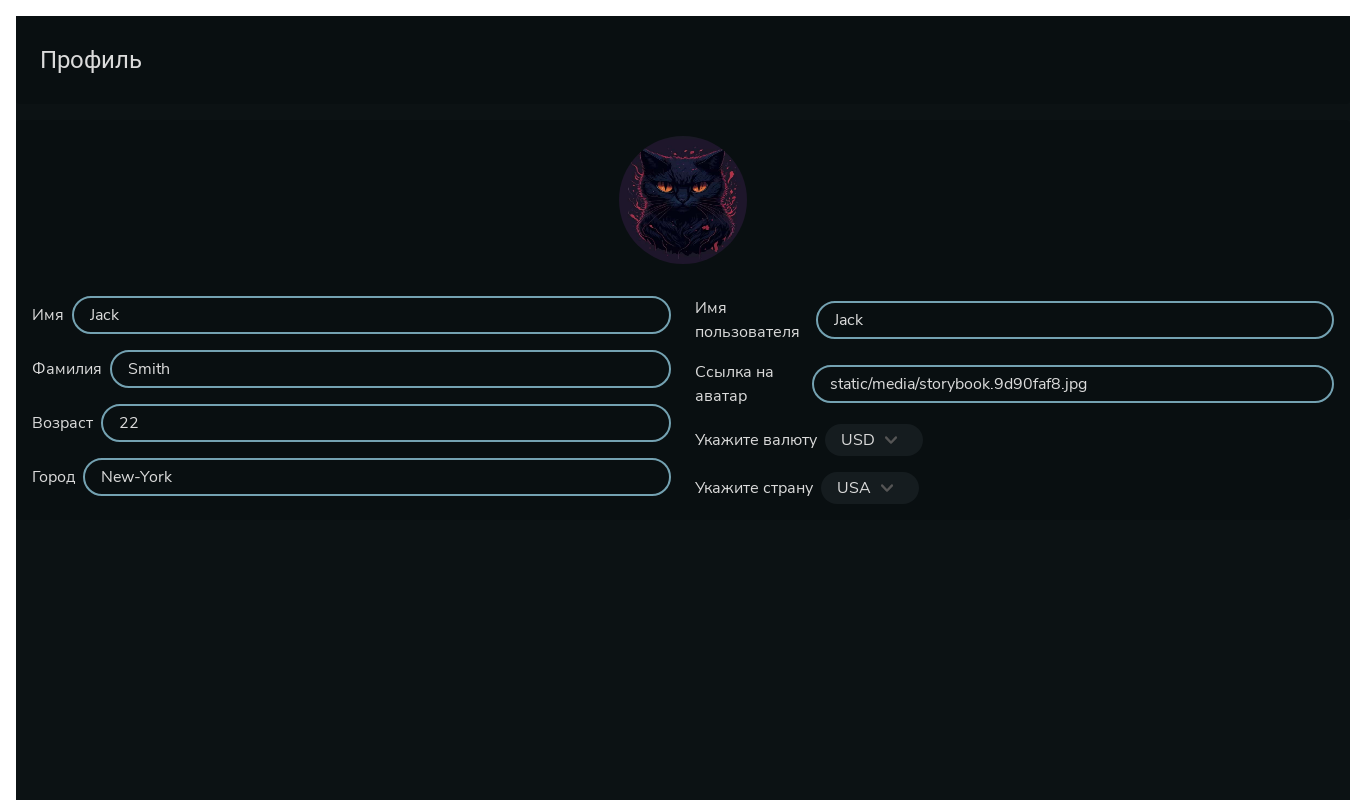 Профиль
Имя
Jack
Фамилия
Smith
Возраст
22
Город
New-York
Имя
пользователя
Jack
Ссылка на
аватар
static/media/storybook.9d90faf8.jpg
Укажите валюту
USD
Укажите страну
USA